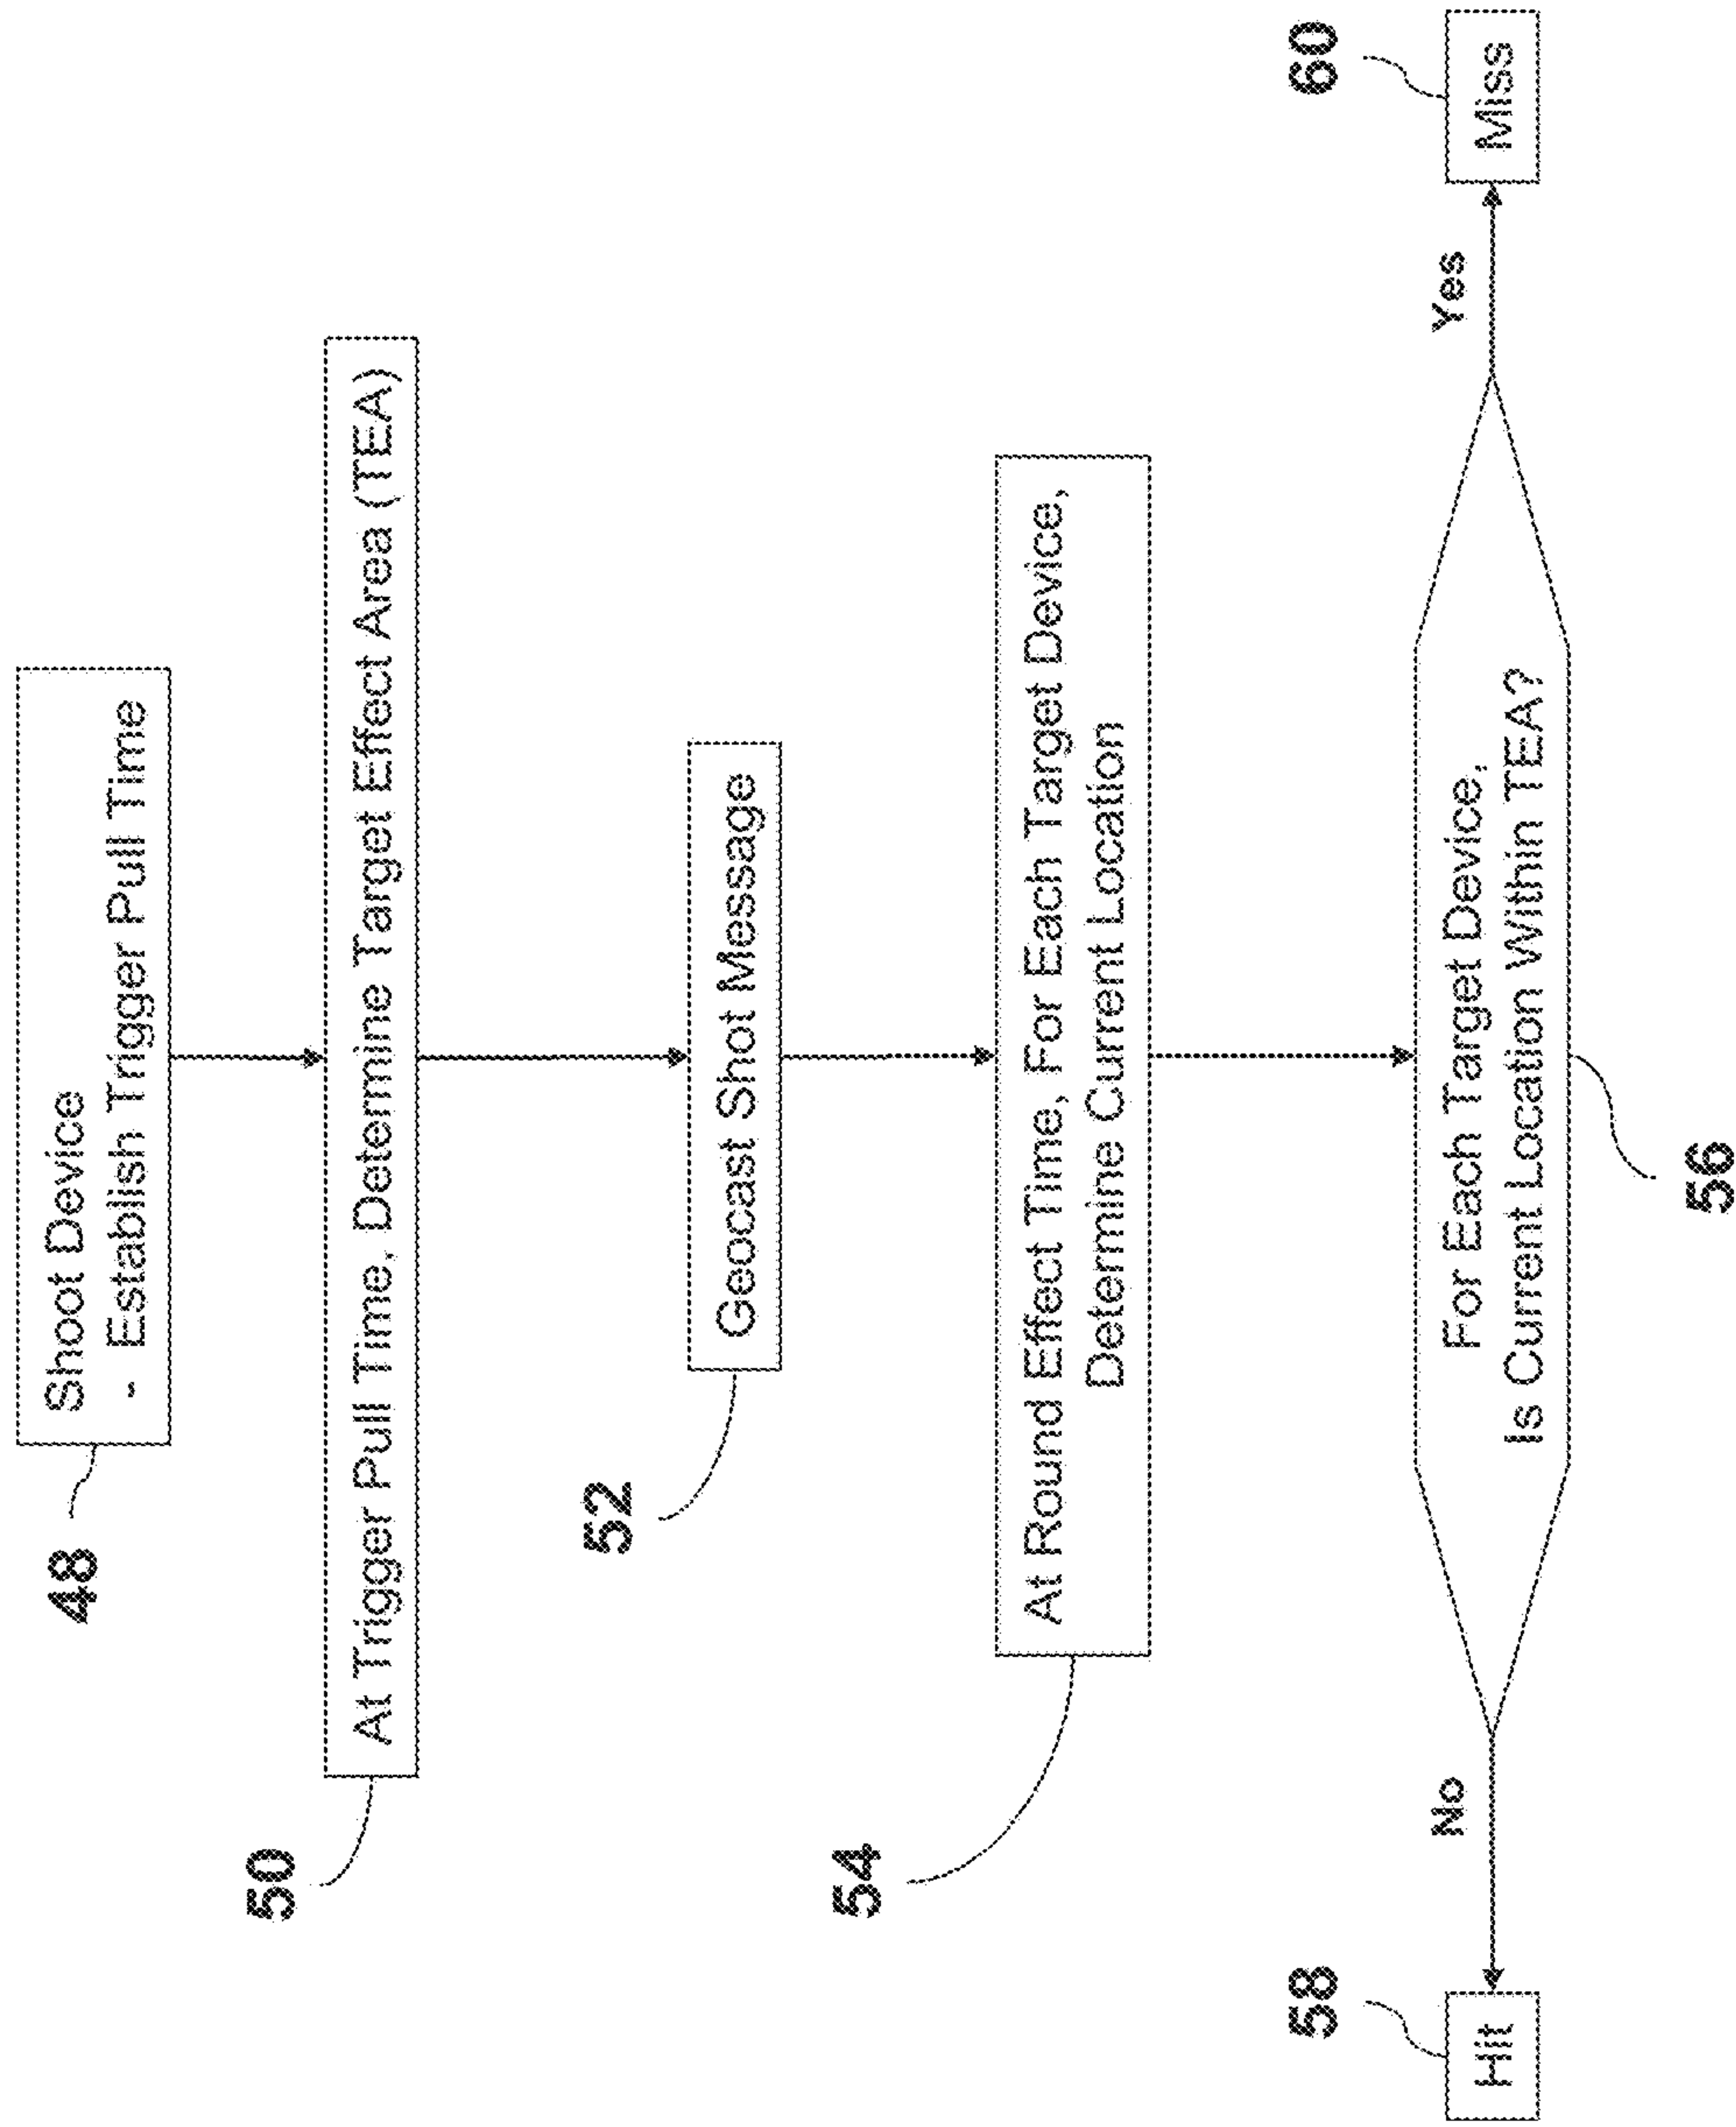 48
Shoot Device
- Establish Trigger Pull Time
50
At Trigger Pull Time, Determine Target Effect Area (TEA)
52
Geocast Shot Message
54
At Round Effect Time, For Each Target Device,
Determine Current Location
58
Hit
No
For Each Target Device,
Is Current Location Within TEA?
56
Yes
60
Miss